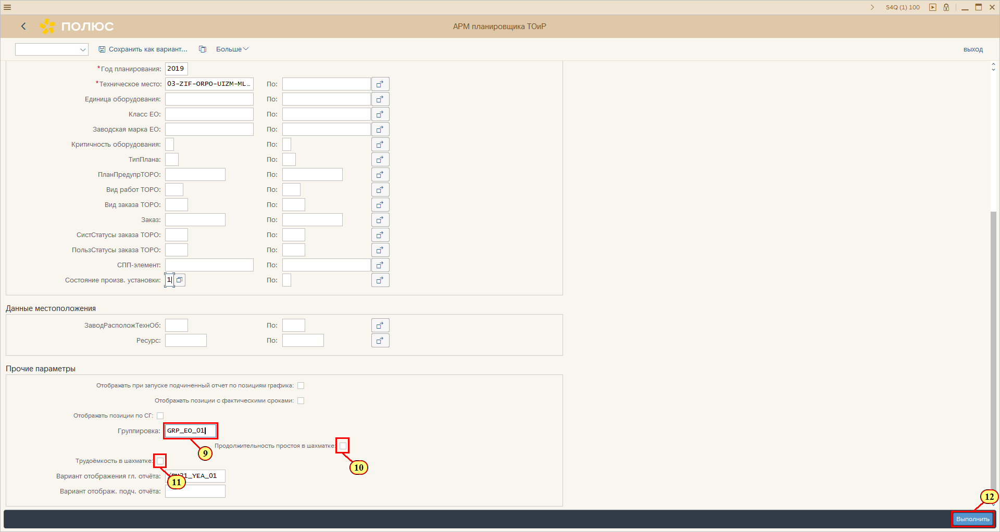 S4Q (1) 100
ПОЛЮС
АРМ планировщика ТОиР
Сохранить как вариант...
Больше
выход
*Год планирования: 2019
*Техническое место: 03-ZIF-ORPO-UIZM-ML… По:
Единица оборудования: По:
Класс ЕО: По:
Заводская марка ЕО: По:
Критичность оборудования: По:
ТипПлана: По:
ПланПредупрТОРО: По:
Вид работ ТОРО: По:
Вид заказа ТОРО: По:
Заказ: По:
СистСтатусы заказа ТОРО: По:
ПользСтатусы заказа ТОРО: По:
СПП-элемент: По:
Состояние произв. установки: 1 По:
Данные местоположения
ЗаводРасположТехнОб: По:
Ресурс: По:
Прочие параметры
Отображать при запуске подчиненный отчет по позициям графика:
Отображать позиции с фактическими сроками:
Отображать позиции по СГ:
Группировка: GRP_EO_01
9
Продолжительность простоя в шахматке:
10
Трудоёмкость в шахматке:
11
Вариант отображения гл. отчёта: _YEA_01
Вариант отображ. подч. отчёта:
12
Выполнить